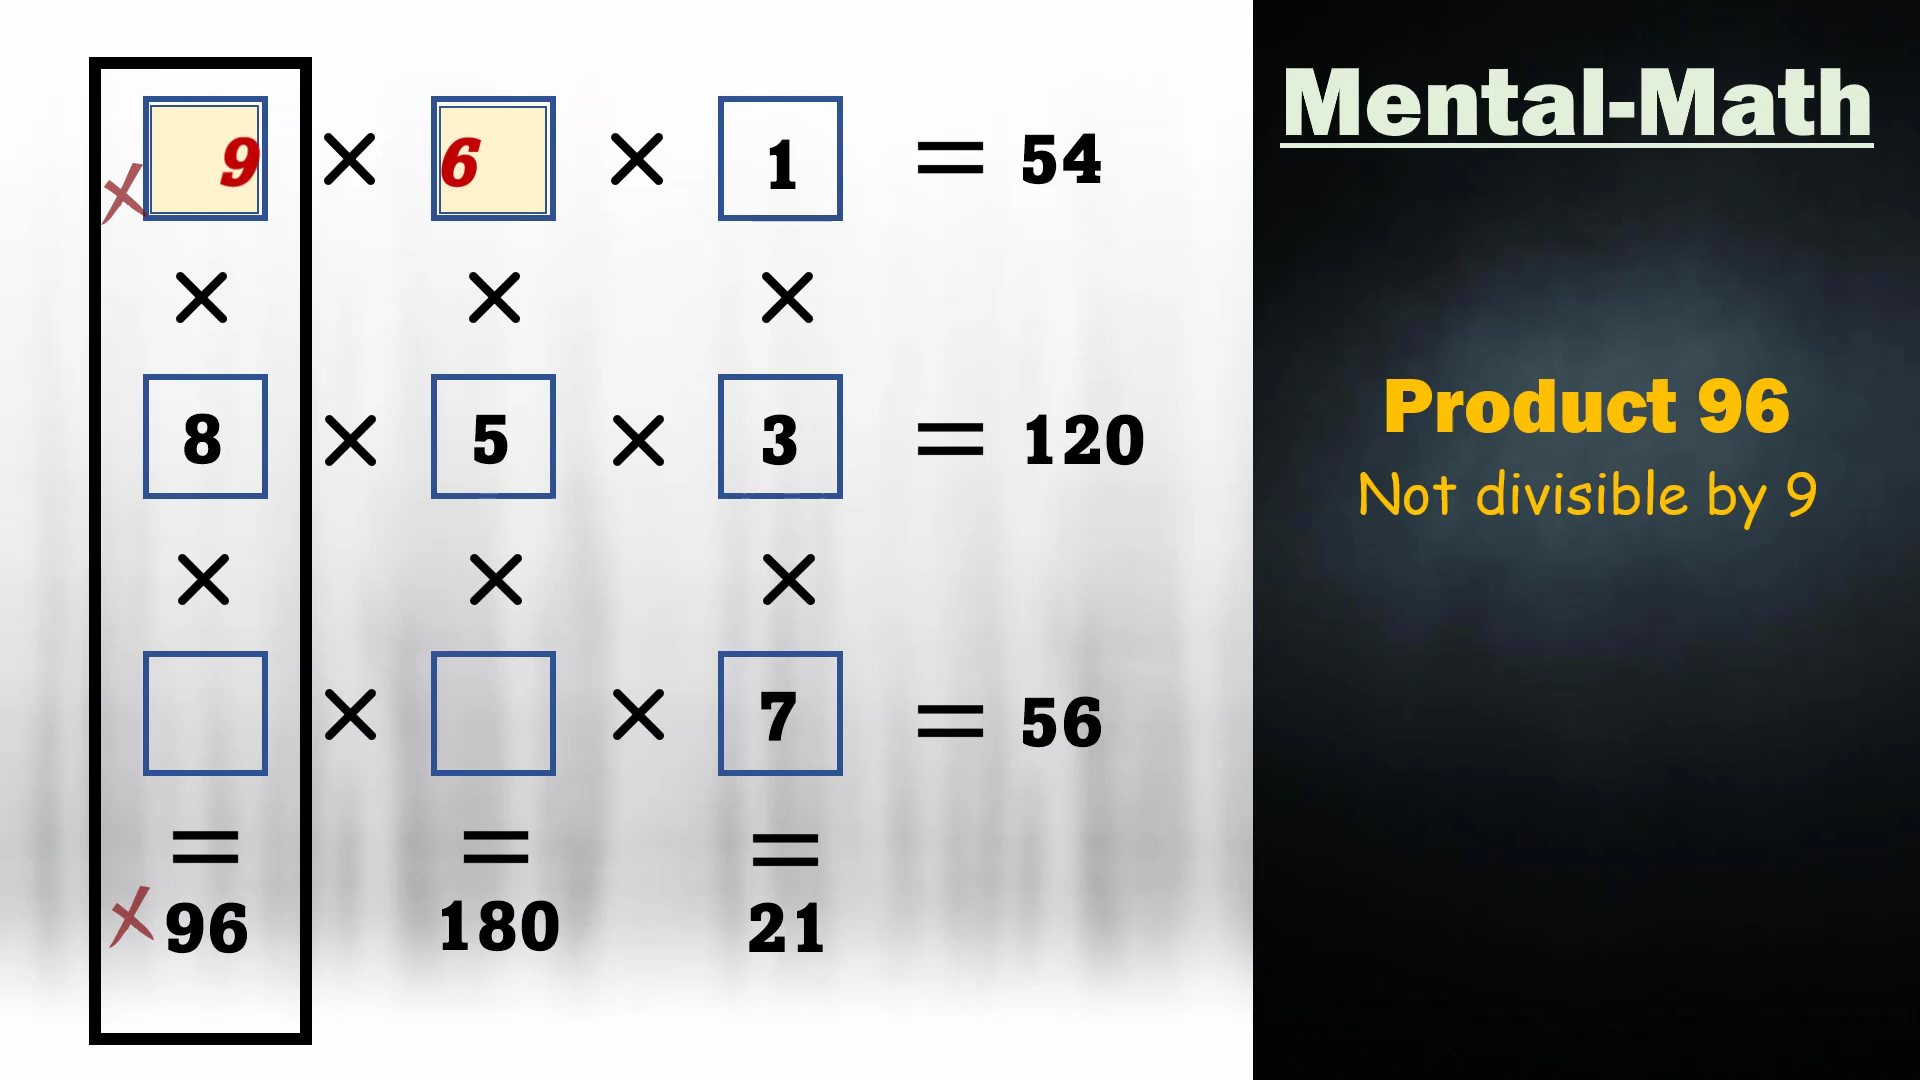 Mental-Math
9 × 6 × 1 = 54
× × ×
8 × 5 × 3 = 120
× × ×
× × 7 = 56
= = =
96 180 21
Product 96
Not divisible by 9